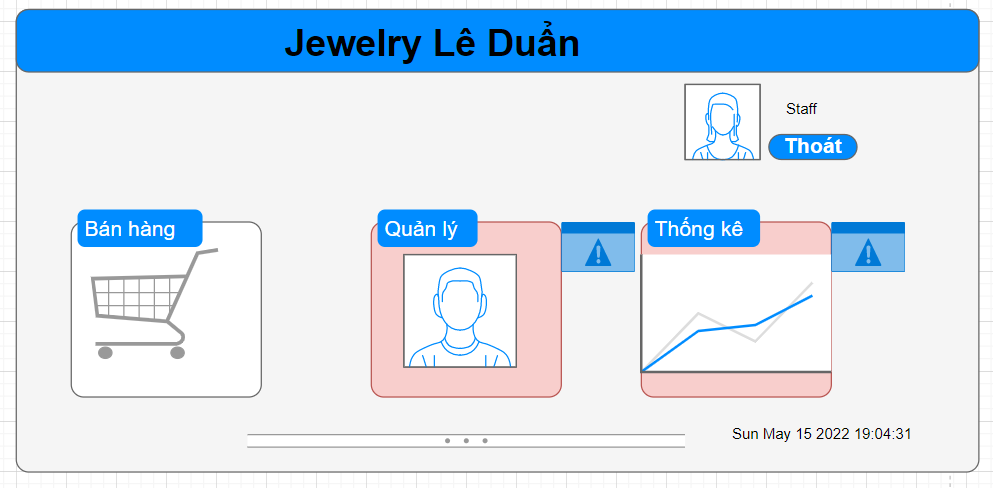 Jewelry Lê Duẩn
Staff
Thoát
Bán hàng
Quản lý
Thống kê
Sun May 15 2022 19:04:31